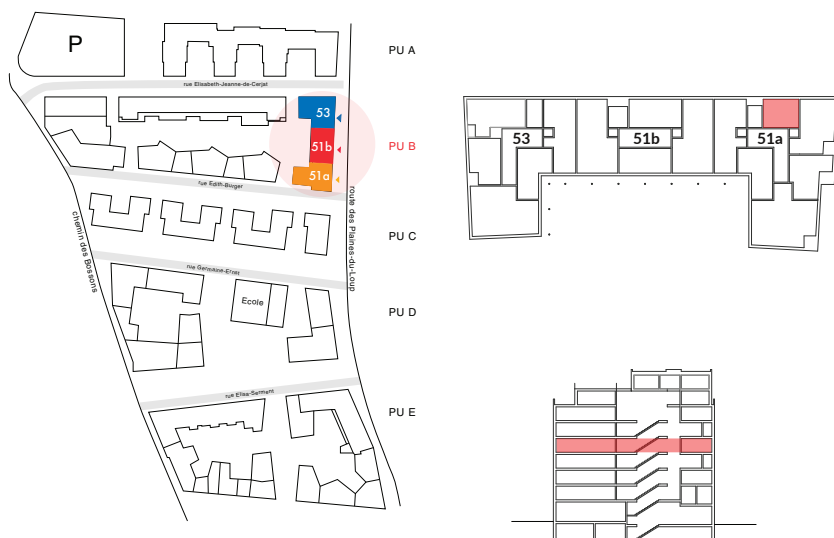 P
PU A
rue Elisabeth-Jeanne-de-Cerjat
53
51b
PU B
51a
rue Edith-Burger
route des Plaines-du-Loup
chemin des Bossons
PU C
rue Germaine-Ernst
Ecole
PU D
rue Elisa-Serment
PU E
53
51b
51a